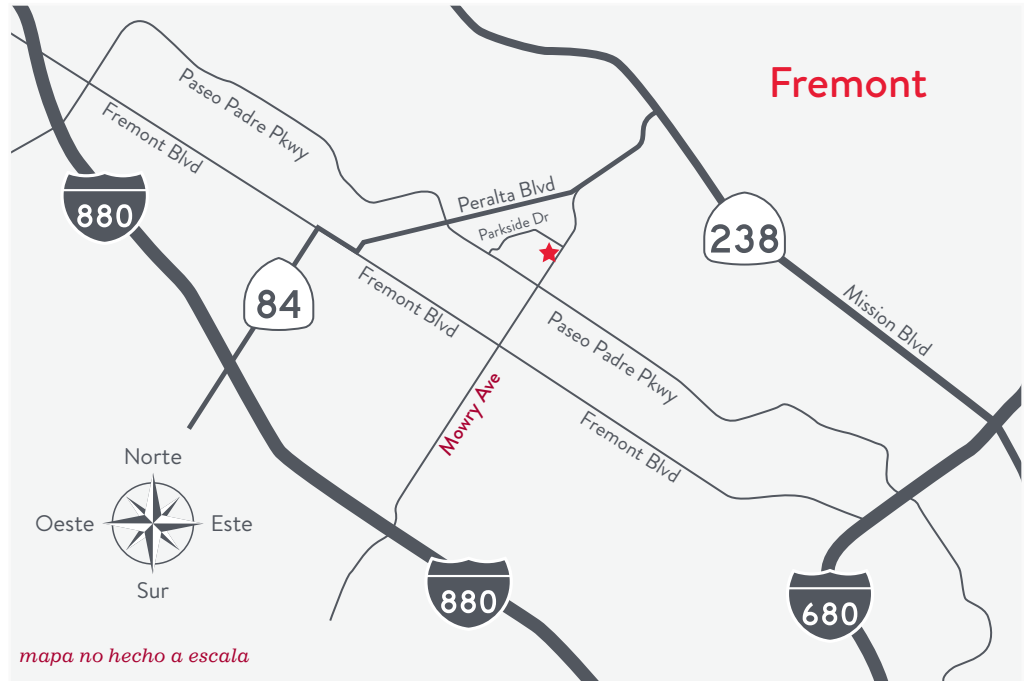 Fremont
Paseo Padre Pkwy
Fremont Blvd
880
Peralta Blvd
Parkside Dr
238
84
Fremont Blvd
Mission Blvd
Paseo Padre Pkwy
Mowry Ave
Fremont Blvd
Norte
Oeste
Este
Sur
880
680
mapa no hecho a escala